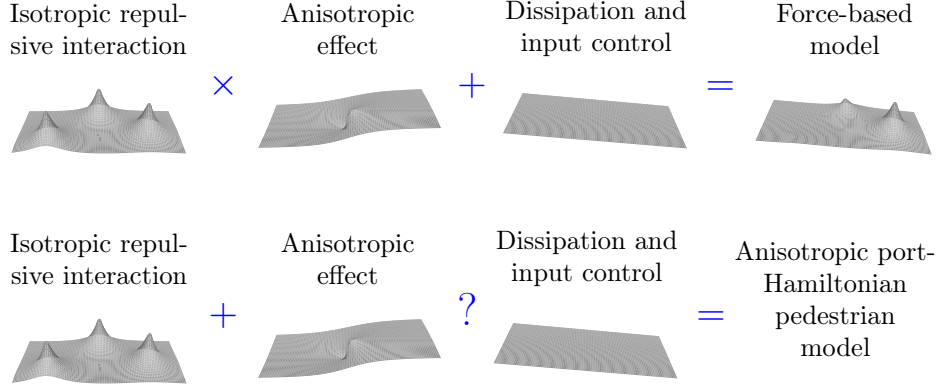 Isotropic repul-
sive interaction
×
Anisotropic
effect
+
Dissipation and
input control
=
Force-based
model
Isotropic repul-
sive interaction
+
Anisotropic
effect
?
Dissipation and
input control
=
Anisotropic port-
Hamiltonian
pedestrian
model